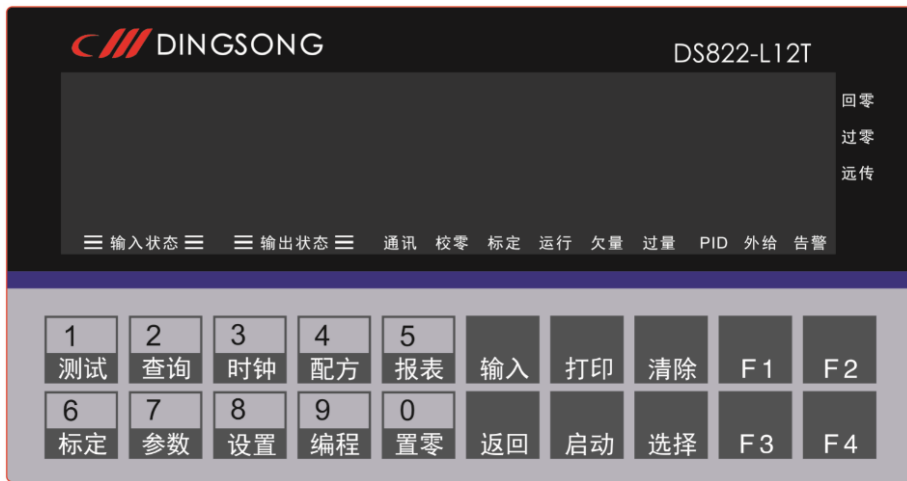 DINGSONG
DS822-L12T
回零
过零
远传
输入状态 输出状态 通讯 校零 标定 运行 欠量 过量 PID 外给 告警
1 2 3 4 5
测试 查询 时钟 配方 报表 输入 打印 清除 F1 F2
6 7 8 9 0
标定 参数 设置 编程 置零 返回 启动 选择 F3 F4